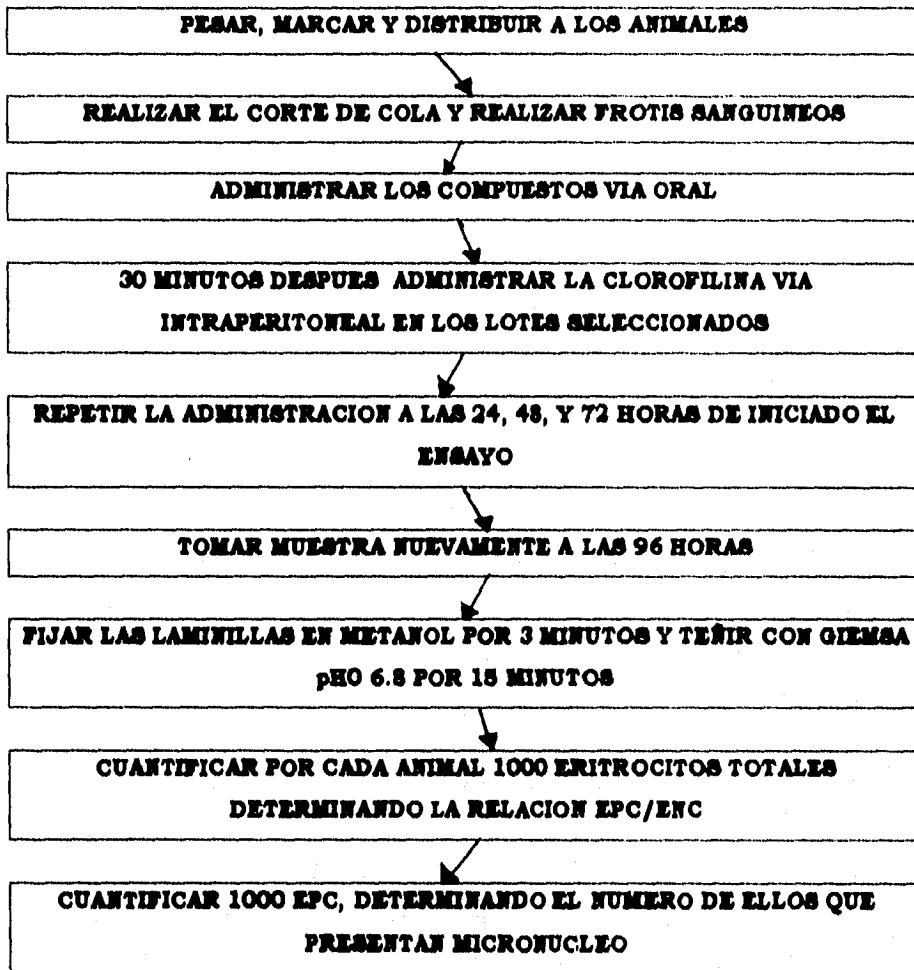 PESAR, MARCAR Y DISTRIBUIR A LOS ANIMALES
REALIZAR EL CORTE DE COLA Y REALIZAR FROTIS SANGUINEOS
ADMINISTRAR LOS COMPUESTOS VIA ORAL
30 MINUTOS DESPUES ADMINISTRAR LA CLOROFILINA VIA
INTRAPERITONEAL EN LOS LOTES SELECCIONADOS
REPETIR LA ADMINISTRACION A LAS 24, 48, Y 72 HORAS DE INICIADO EL
ENSAYO
TOMAR MUESTRA NUEVAMENTE A LAS 96 HORAS
FIJAR LAS LAMINILLAS EN METANOL POR 3 MINUTOS Y TEÑIR CON GIEMSA
pH0 6.8 POR 15 MINUTOS
CUANTIFICAR POR CADA ANIMAL 1000 ERITROCITOS TOTALES
DETERMINANDO LA RELACION EPC/ENC
CUANTIFICAR 1000 EPC, DETERMINANDO EL NUMERO DE ELLOS QUE
PRESENTAN MICRONUCLEO